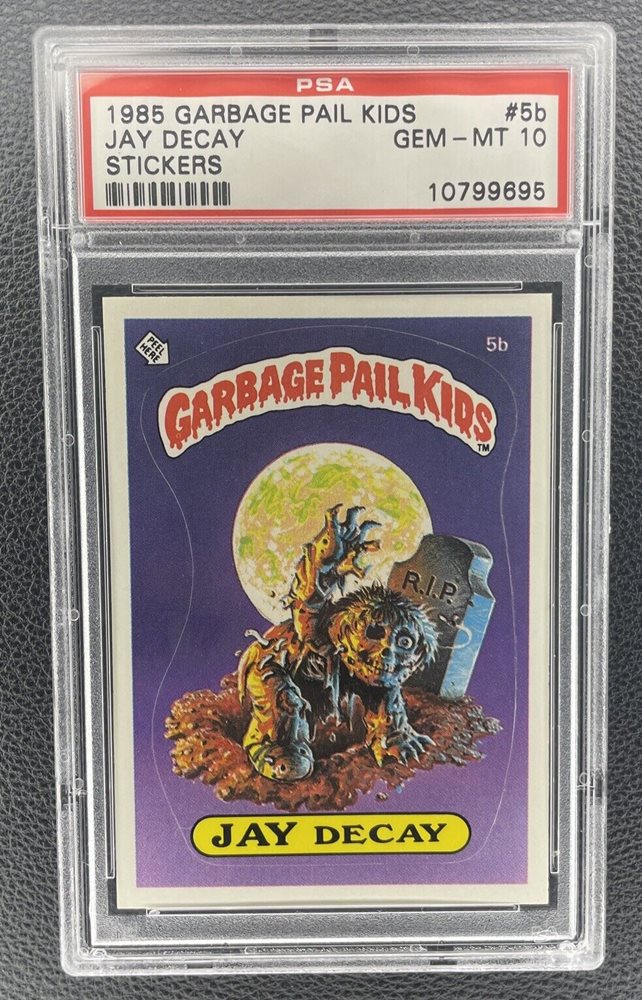 PSA
1985 GARBAGE PAIL KIDS #5b
JAY DECAY GEM - MT 10
STICKERS
10799695
PEEL
HERE
5b
GARBAGE PAIL KIDS
TM
R.I.P.
JAY DECAY